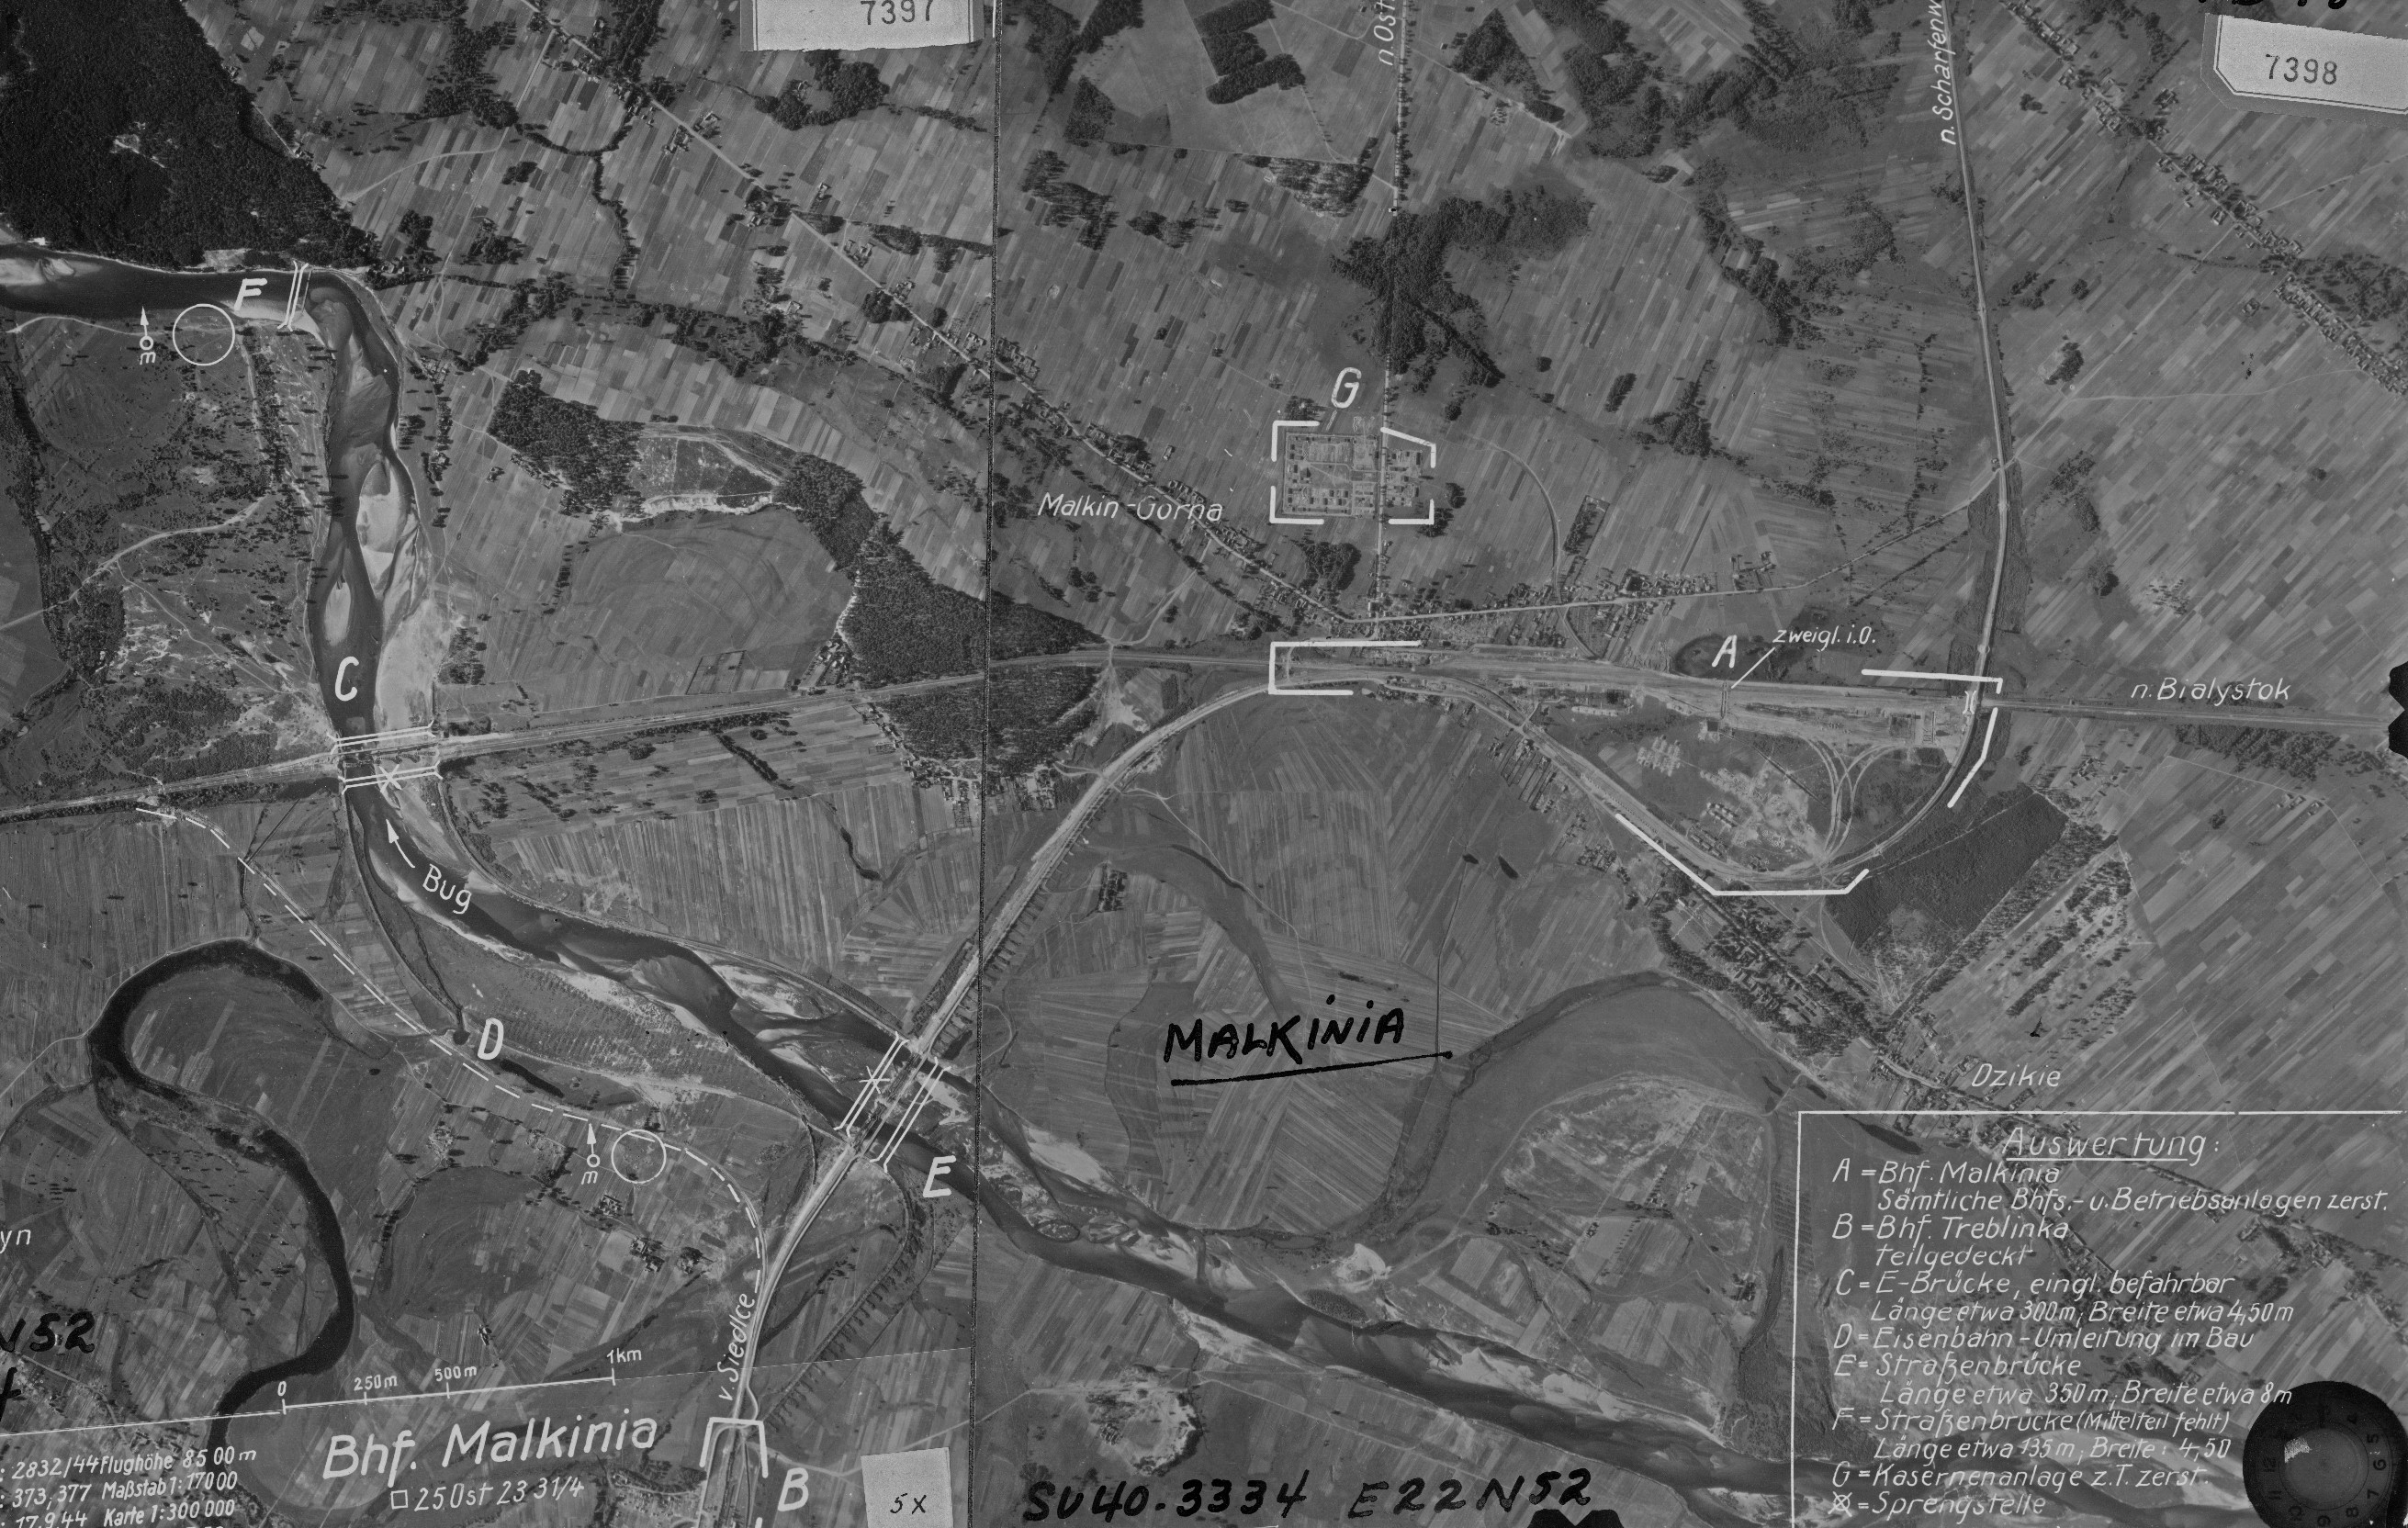 7397
7398
n. Scharfenw
n. Ost
F
m
G
Malkin-Gorna
C
A
zweigl. i. O.
n. Bialystok
Bug
D
MALKINIA
m
E
Dzikie
yn
N52
v. Siedlce
0 250m 500m 1km
Bhf. Malkinia
□ 25 Ost 23 31/4
: 2832/44 Flughöhe 8500 m
: 373, 377 Maßstab 1:17000
: 17.9.44 Karte 1:300 000
B
5x
SU40.3334 E22N52
Auswertung:
A = Bhf. Malkinia
Sämtliche Bhfs.- u. Betriebsanlagen zerst.
B = Bhf. Treblinka
teilgedeckt
C = E-Brücke, eingl. befahrbar
Länge etwa 300m; Breite etwa 4,50m
D = Eisenbahn-Umleitung im Bau
E = Straßenbrücke
Länge etwa 350m; Breite etwa 8m
F = Straßenbrücke (Mittelteil fehlt)
Länge etwa 135m; Breite: 4,50
G = Kasernenanlage z.T. zerst.
= Sprengstelle